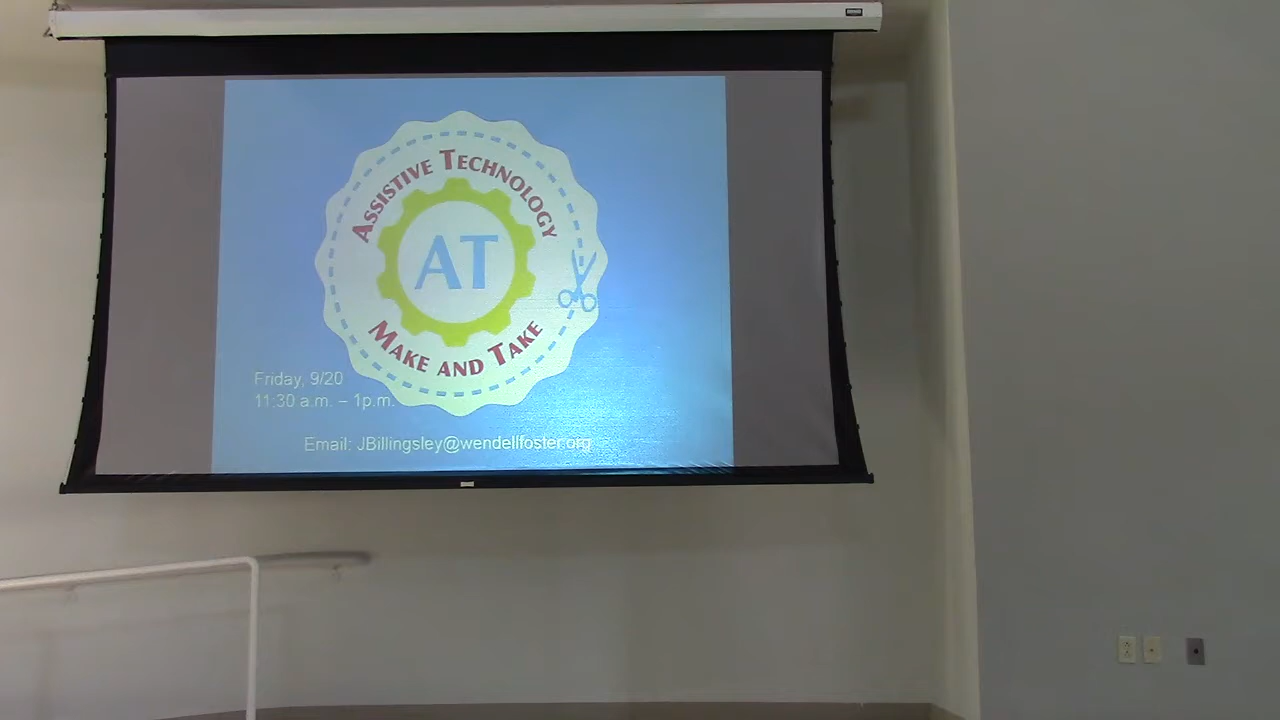 ASSISTIVE TECHNOLOGY
AT
MAKE AND TAKE
Friday, 9/20
11:30 a.m. – 1p.m.
Email: JBillingsley@wendellfoster.org